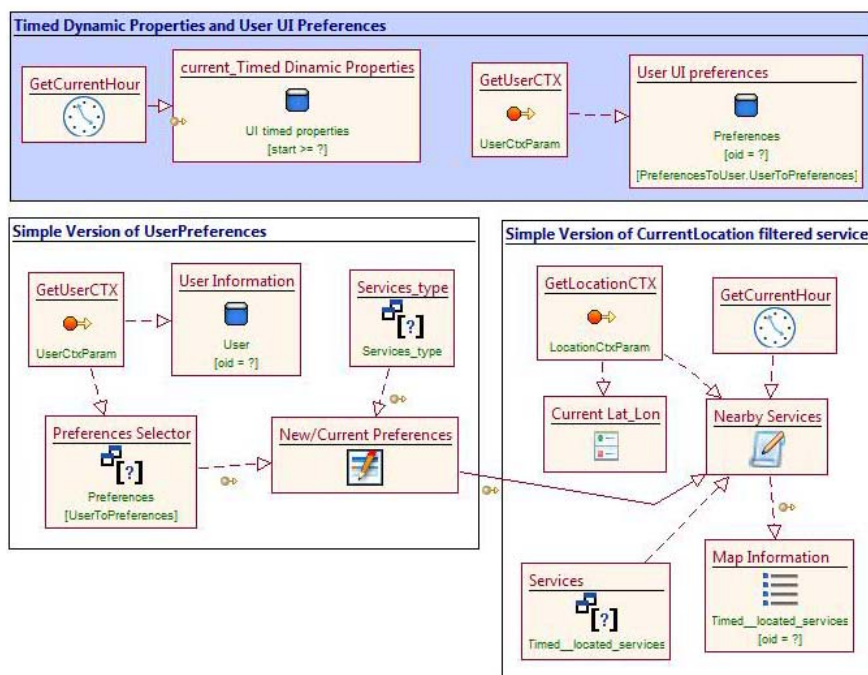 Timed Dynamic Properties and User UI Preferences
GetCurrentHour
current_Timed Dinamic Properties
UI timed properties
[start >= ?]
GetUserCTX
UserCtxParam
User UI preferences
Preferences
[oid = ?]
[PreferencesToUser.UserToPreferences]
Simple Version of UserPreferences
GetUserCTX
UserCtxParam
User Information
User
[oid = ?]
Services_type
[?]
Services_type
Preferences Selector
[?]
Preferences
[UserToPreferences]
New/Current Preferences
Simple Version of CurrentLocation filtered service
GetLocationCTX
LocationCtxParam
GetCurrentHour
Current Lat_Lon
Nearby Services
Services
[?]
Timed__located_services
Map Information
Timed__located_services
[oid = ?]